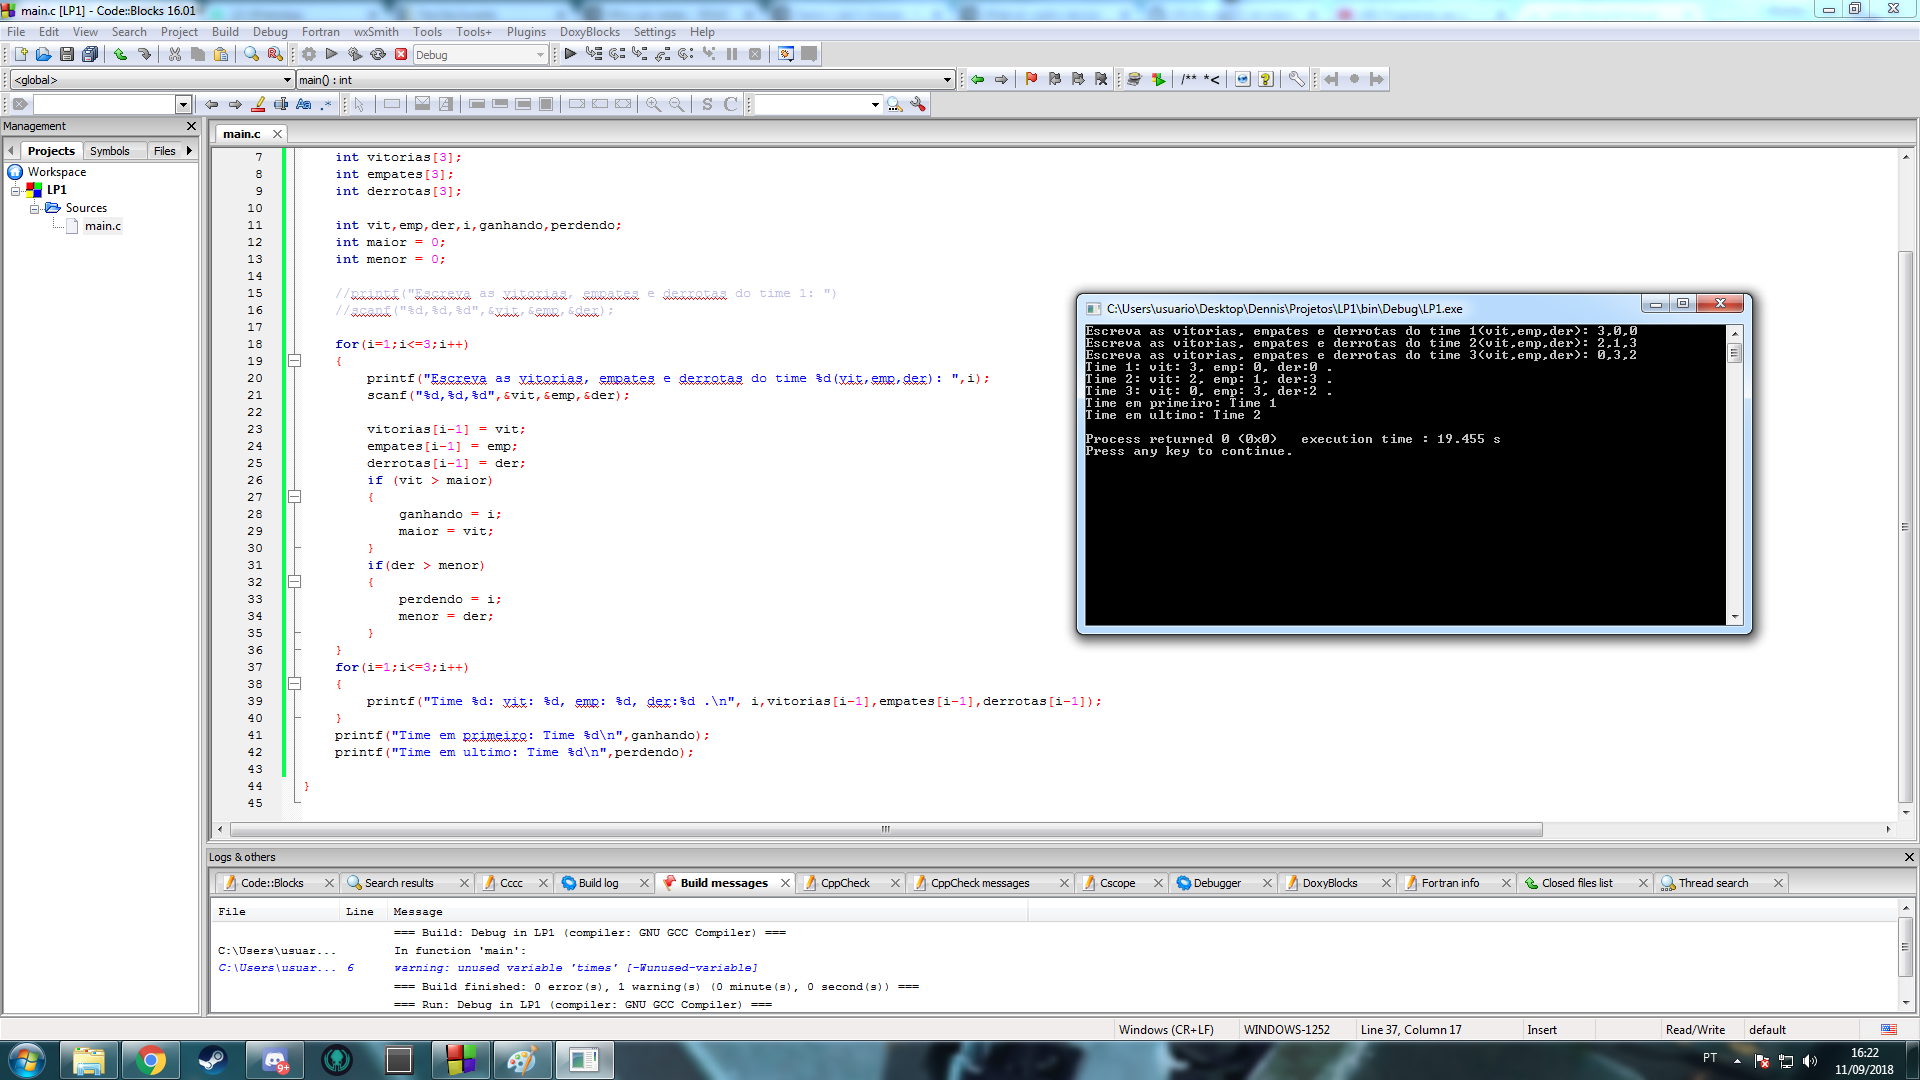 main.c [LP1] - Code::Blocks 16.01
File Edit View Search Project Build Debug Fortran wxSmith Tools Tools+ Plugins DoxyBlocks Settings Help
Debug
<global> main() : int
/** *<
Aa .*
S C
Management
Projects Symbols Files
Workspace
LP1
Sources
main.c
main.c
7 int vitorias[3];
8 int empates[3];
9 int derrotas[3];
10
11 int vit,emp,der,i,ganhando,perdendo;
12 int maior = 0;
13 int menor = 0;
14
15 //printf("Escreva as vitorias, empates e derrotas do time 1: ")
16 //scanf("%d,%d,%d",&vit,&emp,&der);
17
18 for(i=1;i<=3;i++)
19 {
20 printf("Escreva as vitorias, empates e derrotas do time %d(vit,emp,der): ",i);
21 scanf("%d,%d,%d",&vit,&emp,&der);
22
23 vitorias[i-1] = vit;
24 empates[i-1] = emp;
25 derrotas[i-1] = der;
26 if (vit > maior)
27 {
28 ganhando = i;
29 maior = vit;
30 }
31 if(der > menor)
32 {
33 perdendo = i;
34 menor = der;
35 }
36 }
37 for(i=1;i<=3;i++)
38 {
39 printf("Time %d: vit: %d, emp: %d, der:%d .\n", i,vitorias[i-1],empates[i-1],derrotas[i-1]);
40 }
41 printf("Time em primeiro: Time %d\n",ganhando);
42 printf("Time em ultimo: Time %d\n",perdendo);
43
44 }
45
C:\Users\usuario\Desktop\Dennis\Projetos\LP1\bin\Debug\LP1.exe
Escreva as vitorias, empates e derrotas do time 1(vit,emp,der): 3,0,0
Escreva as vitorias, empates e derrotas do time 2(vit,emp,der): 2,1,3
Escreva as vitorias, empates e derrotas do time 3(vit,emp,der): 0,3,2
Time 1: vit: 3, emp: 0, der:0 .
Time 2: vit: 2, emp: 1, der:3 .
Time 3: vit: 0, emp: 3, der:2 .
Time em primeiro: Time 1
Time em ultimo: Time 2
Process returned 0 (0x0)   execution time : 19.455 s
Press any key to continue.
Logs & others
Code::Blocks Search results Cccc Build log Build messages CppCheck CppCheck messages Cscope Debugger DoxyBlocks Fortran info Closed files list Thread search
File Line Message
=== Build: Debug in LP1 (compiler: GNU GCC Compiler) ===
C:\Users\usuar... In function 'main':
C:\Users\usuar... 6 warning: unused variable 'times' [-Wunused-variable]
=== Build finished: 0 error(s), 1 warning(s) (0 minute(s), 0 second(s)) ===
=== Run: Debug in LP1 (compiler: GNU GCC Compiler) ===
Windows (CR+LF) WINDOWS-1252 Line 37, Column 17 Insert Read/Write default
9+
PT
16:22
11/09/2018